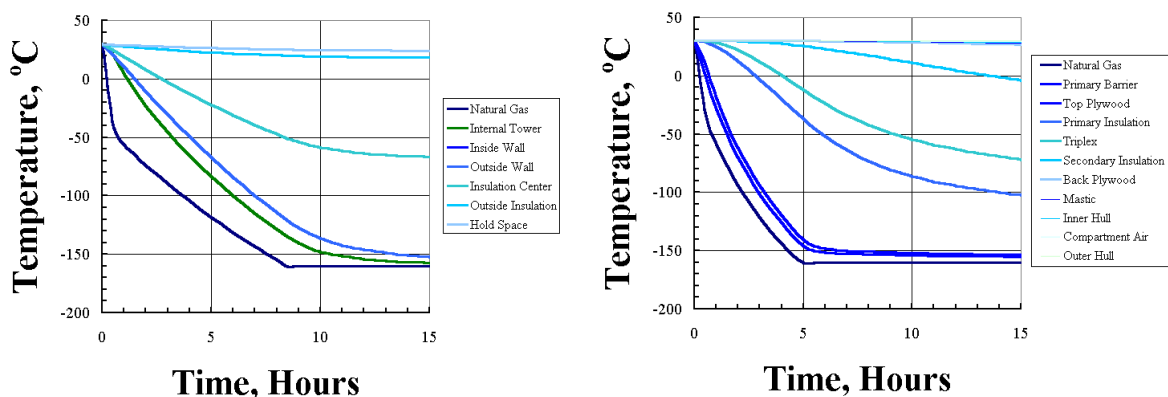 50
0
-50
-100
-150
-200
Temperature, ºC
0
5
10
15
Time, Hours
Natural Gas
Internal Tower
Inside Wall
Outside Wall
Insulation Center
Outside Insulation
Hold Space
50
0
-50
-100
-150
-200
Temperature, ºC
0
5
10
15
Time, Hours
Natural Gas
Primary Barrier
Top Plywood
Primary Insulation
Triplex
Secondary Insulation
Back Plywood
Mastic
Inner Hull
Compartment Air
Outer Hull